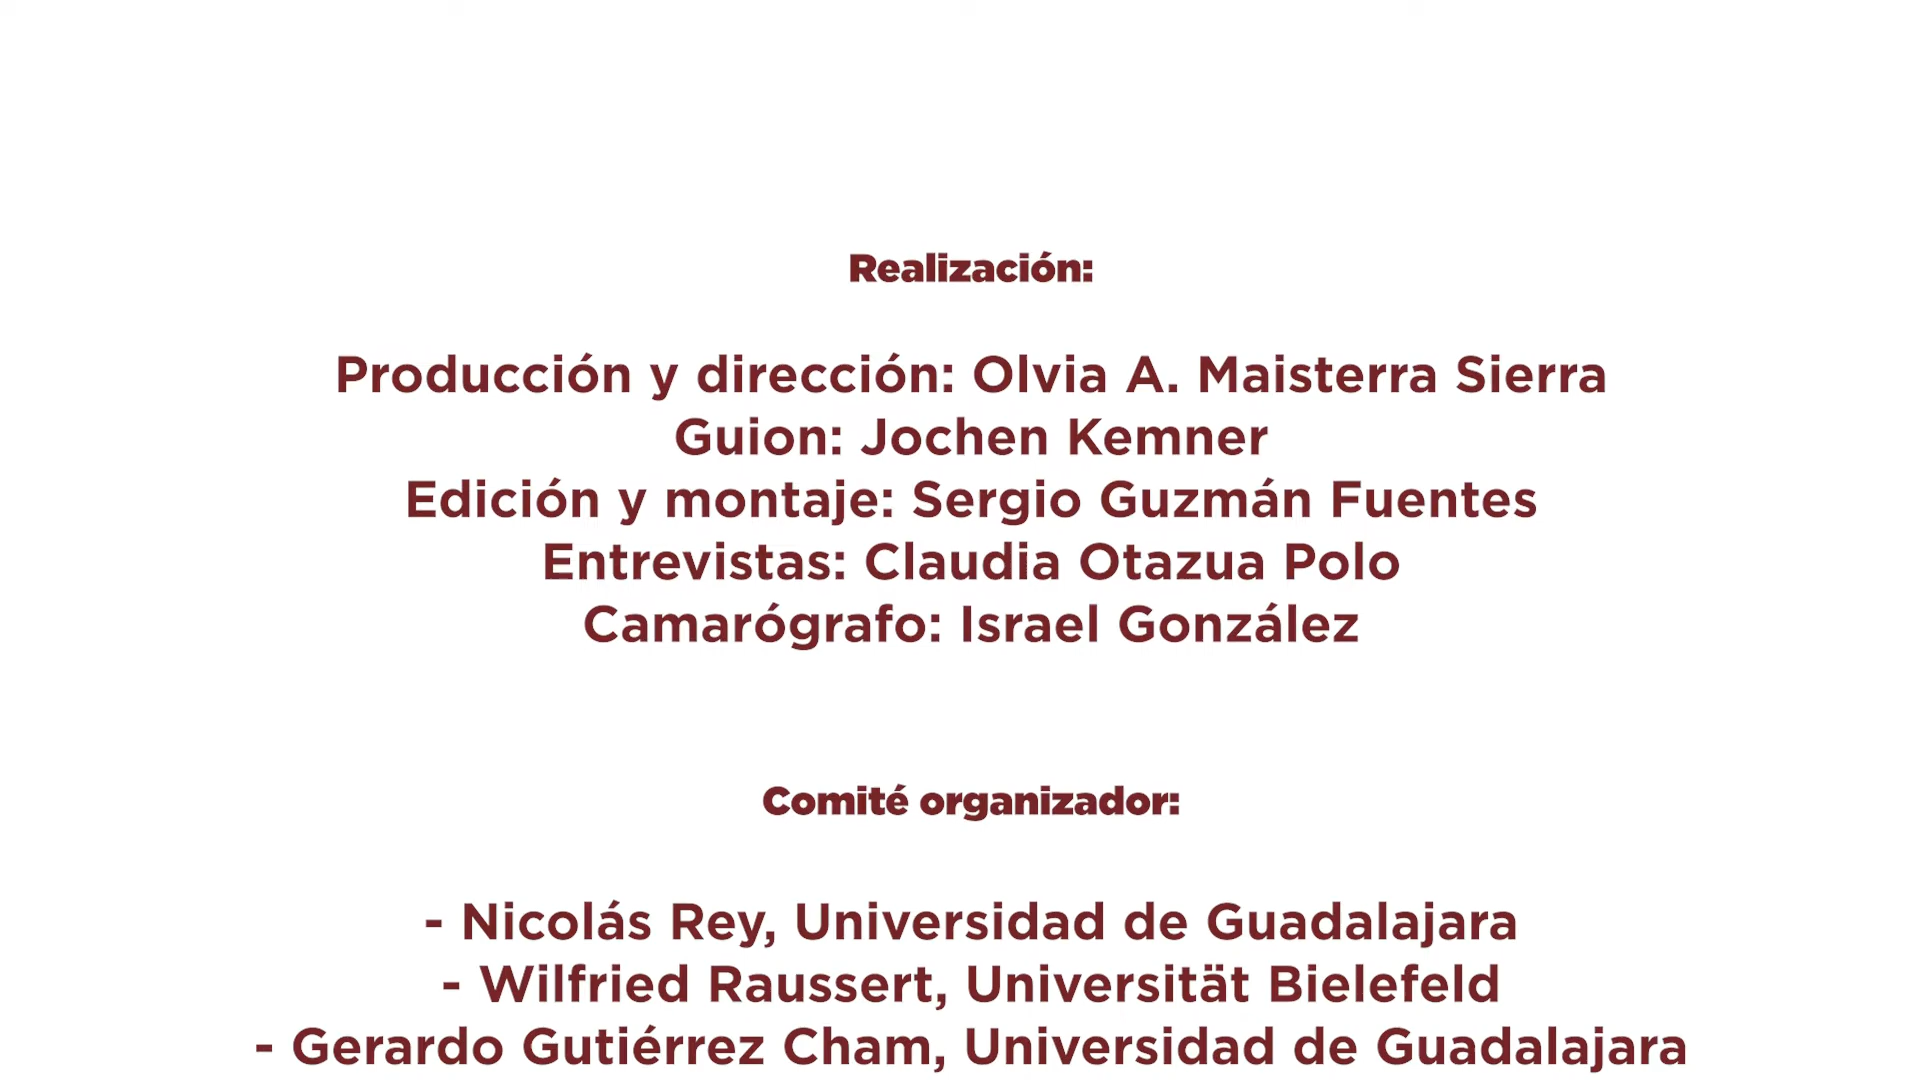 Realización:
Producción y dirección: Olvia A. Maisterra Sierra
Guion: Jochen Kemner
Edición y montaje: Sergio Guzmán Fuentes
Entrevistas: Claudia Otazua Polo
Camarógrafo: Israel González
Comité organizador:
- Nicolás Rey, Universidad de Guadalajara
- Wilfried Raussert, Universität Bielefeld
- Gerardo Gutiérrez Cham, Universidad de Guadalajara